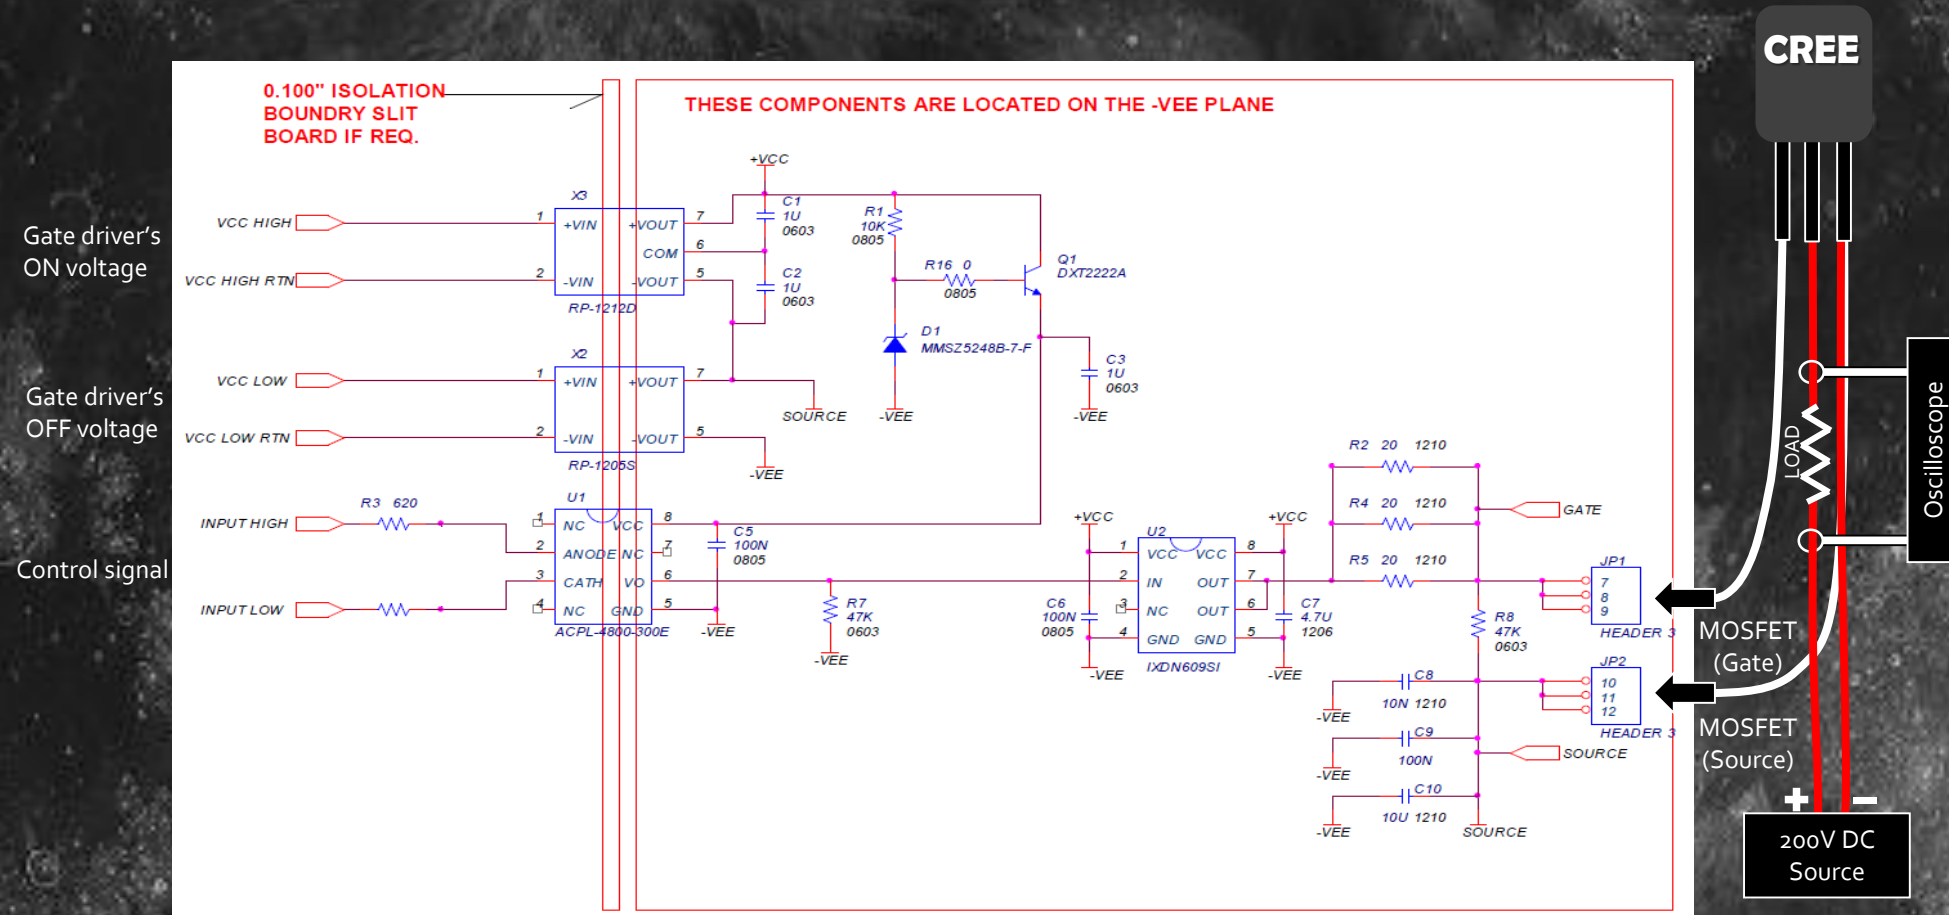 CREE
0.100" ISOLATION
BOUNDRY SLIT
BOARD IF REQ.
THESE COMPONENTS ARE LOCATED ON THE -VEE PLANE
Gate driver's
ON voltage
Gate driver's
OFF voltage
Control signal
VCC HIGH
VCC HIGH RTN
VCC LOW
VCC LOW RTN
INPUT HIGH
INPUT LOW
R3 620
X3
1 +VIN +VOUT 7
COM 6
2 -VIN -VOUT 5
RP-1212D
X2
1 +VIN +VOUT 7
2 -VIN -VOUT 5
RP-1205S
U1
1 NC VCC 8
2 ANODE NC 7
3 CATH VO 6
4 NC GND 5
ACPL-4800-300E
+VCC
C1
1U
0603
C2
1U
0603
R1
10K
0805
R16 0
0805
Q1
DXT2222A
D1
MMSZ5248B-7-F
C3
1U
0603
SOURCE
-VEE
-VEE
-VEE
C5
100N
0805
-VEE
R7
47K
0603
-VEE
+VCC
+VCC
U2
1 VCC VCC 8
2 IN OUT 7
3 NC OUT 6
4 GND GND 5
IXDN609SI
C6
100N
0805
-VEE
C7
4.7U
1206
-VEE
R2 20 1210
R4 20 1210
R5 20 1210
GATE
JP1
7
8
9
HEADER 3
R8
47K
0603
JP2
10
11
12
HEADER 3
C8
10N 1210
-VEE
C9
100N
-VEE
SOURCE
C10
10U 1210
-VEE
SOURCE
MOSFET
(Gate)
MOSFET
(Source)
LOAD
Oscilloscope
+ −
200V DC
Source